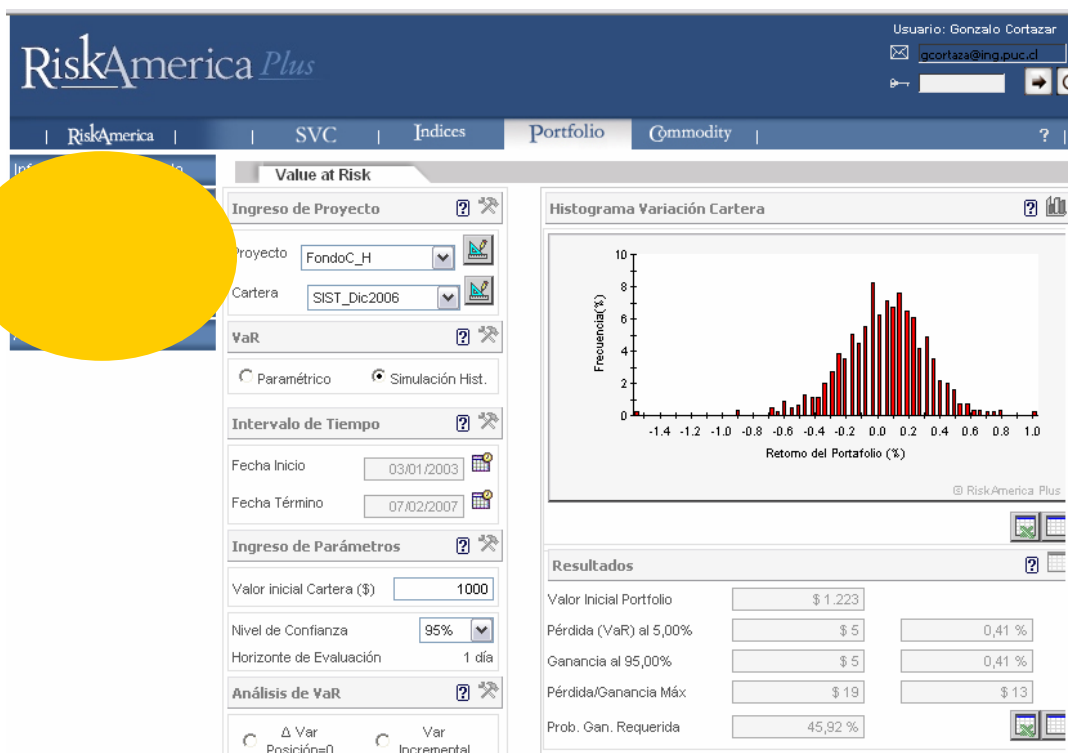 Usuario: Gonzalo Cortazar
RiskAmerica Plus
gcortaza@ing.puc.cl
| RiskAmerica | | SVC | Indices Portfolio Commodity | ? |
Value at Risk
Ingreso de Proyecto ?
Proyecto FondoC_H
Cartera SIST_Dic2006
VaR ?
Paramétrico Simulación Hist.
Intervalo de Tiempo ?
Fecha Inicio 03/01/2003
Fecha Término 07/02/2007
Ingreso de Parámetros ?
Valor inicial Cartera ($) 1000
Nivel de Confianza 95%
Horizonte de Evaluación 1 día
Análisis de VaR ?
Δ Var Posición=0
Var Incremental
Histograma Variación Cartera ?
Frecuencia(%)
10
8
6
4
2
0
-1.4 -1.2 -1.0 -0.8 -0.6 -0.4 -0.2 0.0 0.2 0.4 0.6 0.8 1.0
Retorno del Portafolio (%)
© RiskAmerica Plus
Resultados ?
Valor Inicial Portfolio $ 1.223
Pérdida (VaR) al 5,00% $ 5 0,41 %
Ganancia al 95,00% $ 5 0,41 %
Pérdida/Ganancia Máx $ 19 $ 13
Prob. Gan. Requerida 45,92 %